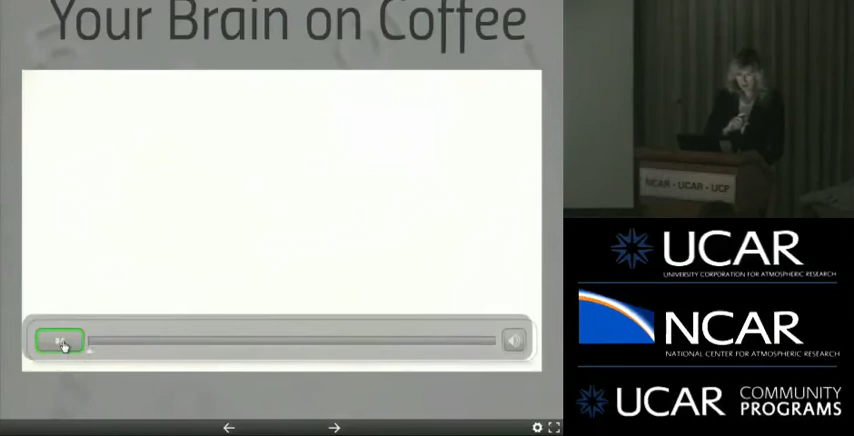 Your Brain on Coffee
NCAR • UCAR • UCP
UCAR
UNIVERSITY CORPORATION FOR ATMOSPHERIC RESEARCH
NCAR
NATIONAL CENTER FOR ATMOSPHERIC RESEARCH
UCAR COMMUNITY
PROGRAMS